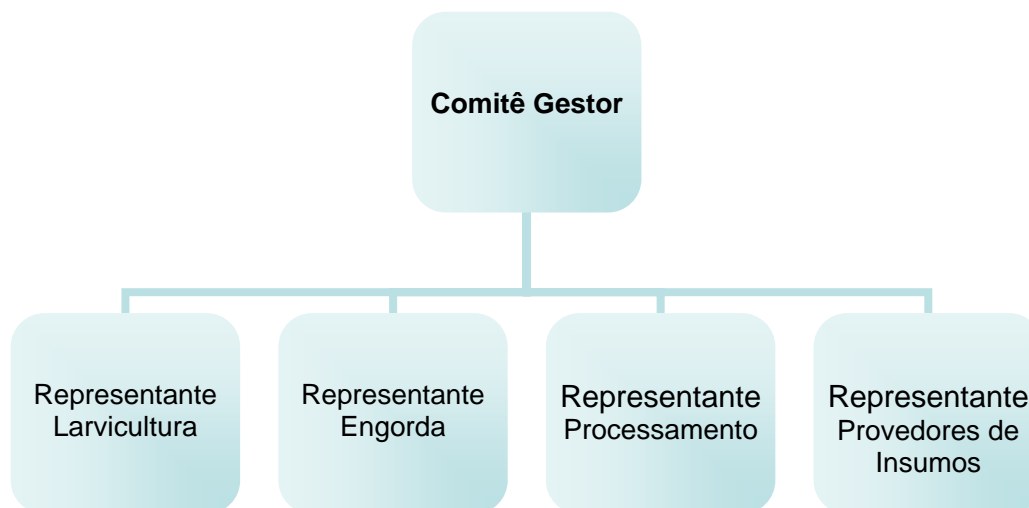 Comitê Gestor
Representante
Larvicultura
Representante
Engorda
Representante
Processamento
Representante
Provedores de
Insumos